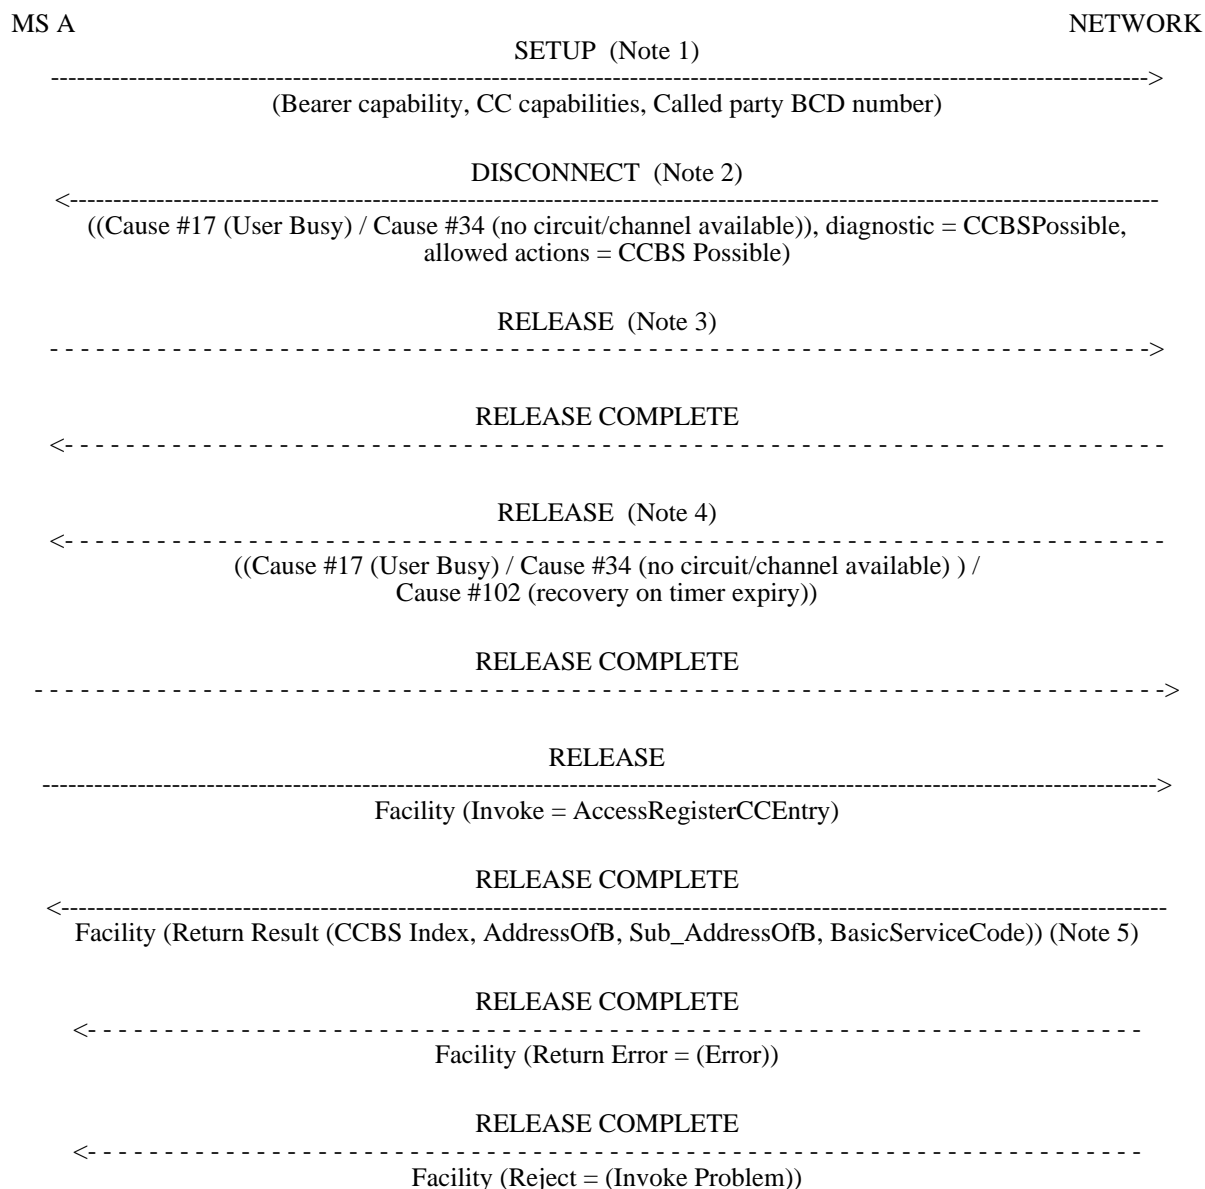 MS A NETWORK
SETUP (Note 1)
------------------------------------------------------------------------------------------------------------------------------->
(Bearer capability, CC capabilities, Called party BCD number)
DISCONNECT (Note 2)
<-------------------------------------------------------------------------------------------------------------------------------
((Cause #17 (User Busy) / Cause #34 (no circuit/channel available)), diagnostic = CCBSPossible,
allowed actions = CCBS Possible)
RELEASE (Note 3)
- - - - - - - - - - - - - - - - - - - - - - - - - - - - - - - - - - - - - - - - - - - - - - - - - - - - - - - - - - - - - - - - - - - - - - - ->
RELEASE COMPLETE
<- - - - - - - - - - - - - - - - - - - - - - - - - - - - - - - - - - - - - - - - - - - - - - - - - - - - - - - - - - - - - - - - - - - - - - - -
RELEASE (Note 4)
<- - - - - - - - - - - - - - - - - - - - - - - - - - - - - - - - - - - - - - - - - - - - - - - - - - - - - - - - - - - - - - - - - - - - - - - -
((Cause #17 (User Busy) / Cause #34 (no circuit/channel available) ) /
Cause #102 (recovery on timer expiry))
RELEASE COMPLETE
- - - - - - - - - - - - - - - - - - - - - - - - - - - - - - - - - - - - - - - - - - - - - - - - - - - - - - - - - - - - - - - - - - - - - - - - - ->
RELEASE
--------------------------------------------------------------------------------------------------------------------------------->
Facility (Invoke = AccessRegisterCCEntry)
RELEASE COMPLETE
<--------------------------------------------------------------------------------------------------------------------------------
Facility (Return Result (CCBS Index, AddressOfB, Sub_AddressOfB, BasicServiceCode)) (Note 5)
RELEASE COMPLETE
<- - - - - - - - - - - - - - - - - - - - - - - - - - - - - - - - - - - - - - - - - - - - - - - - - - - - - - - - - - - - - - - - - - - - -
Facility (Return Error = (Error))
RELEASE COMPLETE
<- - - - - - - - - - - - - - - - - - - - - - - - - - - - - - - - - - - - - - - - - - - - - - - - - - - - - - - - - - - - - - - - - - - - -
Facility (Reject = (Invoke Problem))